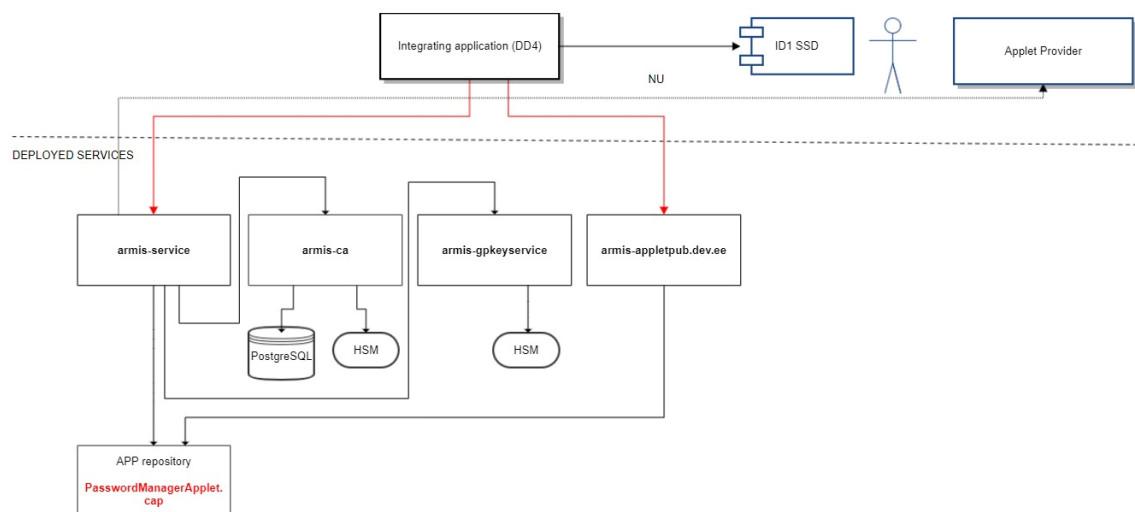 Integrating application (DD4)
ID1 SSD
Applet Provider
NU
DEPLOYED SERVICES
armis-service
armis-ca
armis-gpkeyservice
armis-appletpub.dev.ee
PostgreSQL
HSM
HSM
APP repository
PasswordManagerApplet.
cap